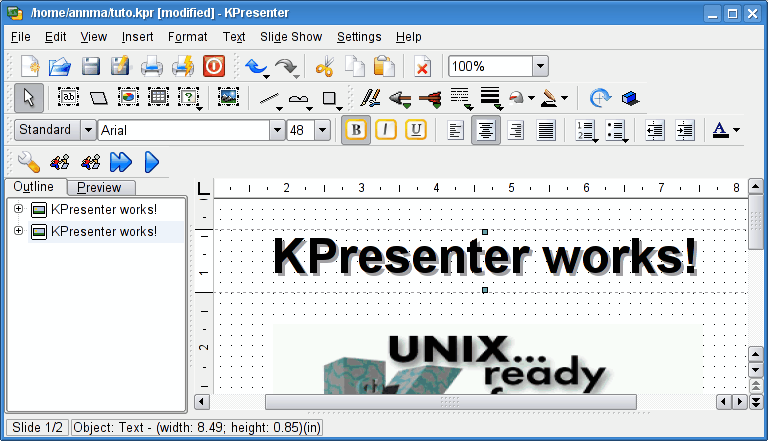 /home/annma/tuto.kpr [modified] - KPresenter
File Edit View Insert Format Text Slide Show Settings Help
100%
Standard Arial 48 B I U A
Outline Preview
KPresenter works!
KPresenter works!
2 3 4 5 6 7 8
1
2
KPresenter works!
UNIX...
ready
Slide 1/2 Object: Text - (width: 8.49; height: 0.85)(in)